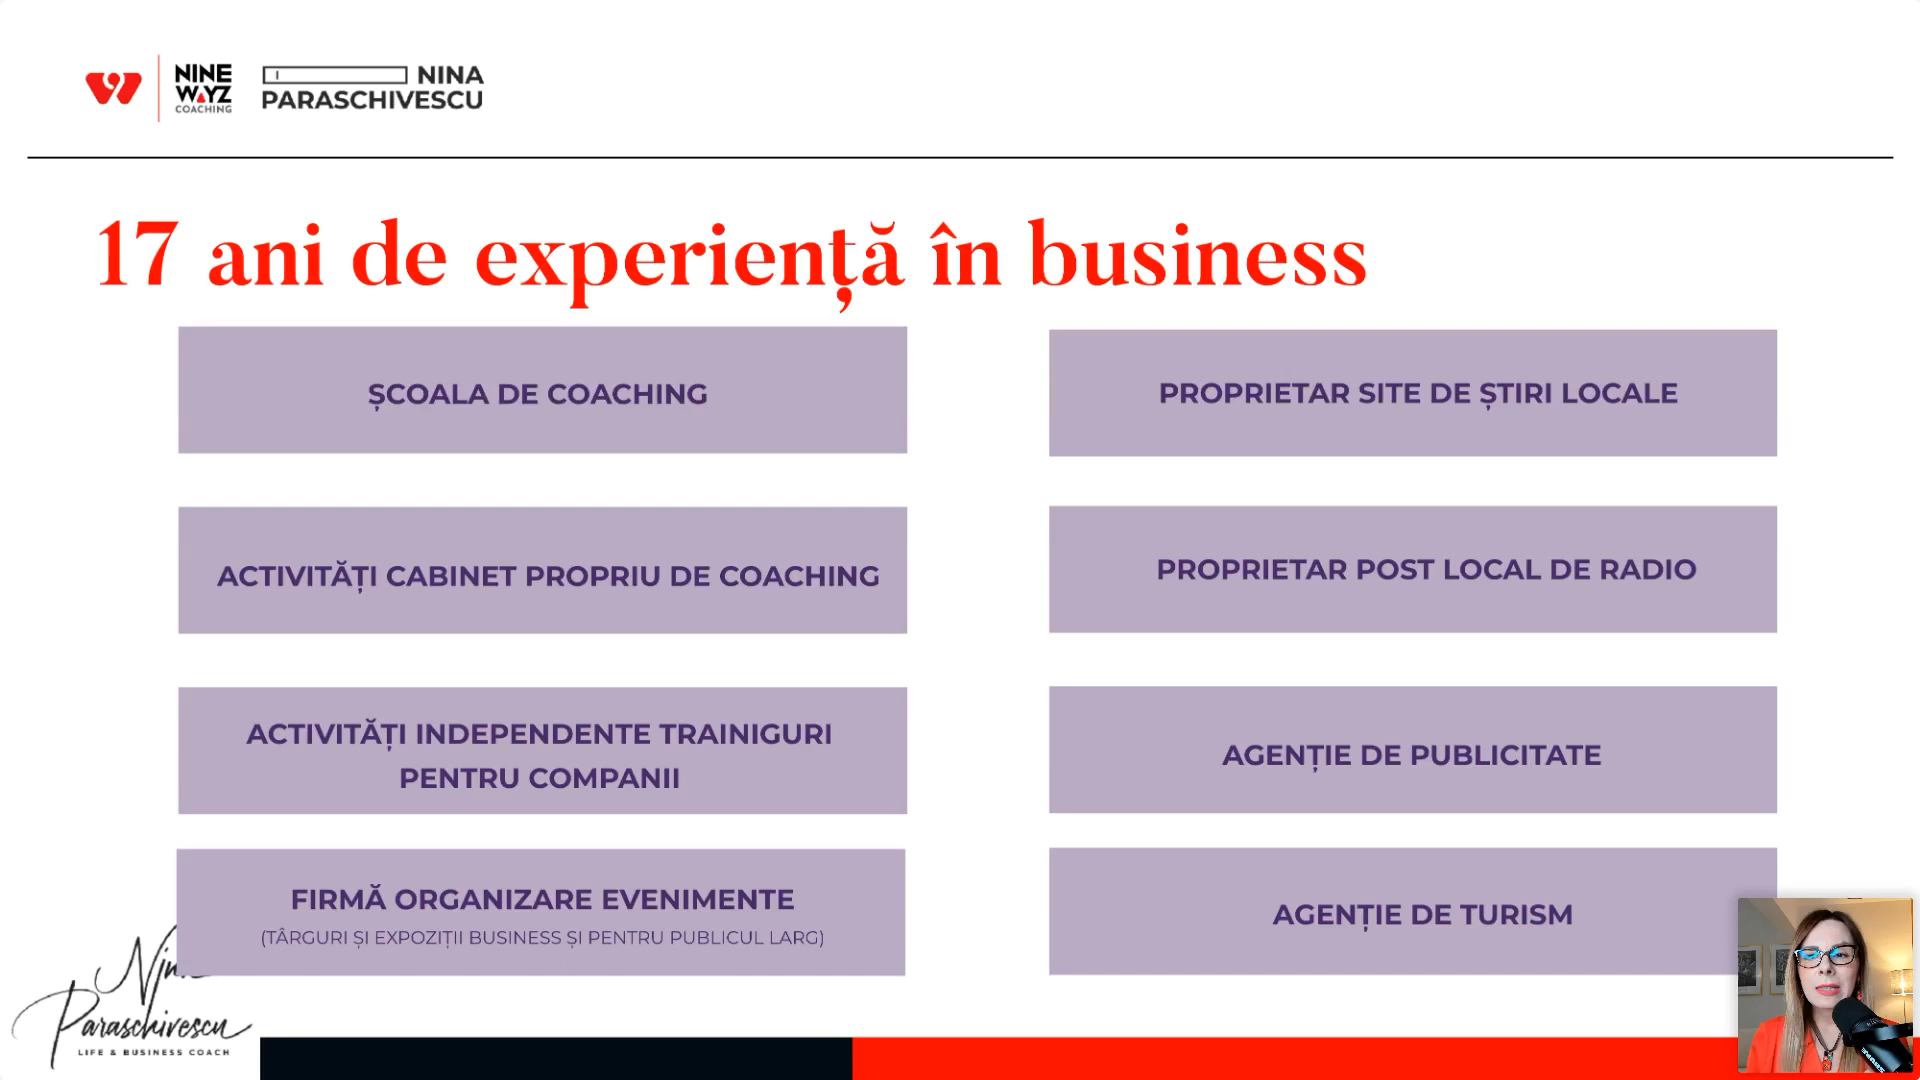 NINE
WAYZ
COACHING
NINA
PARASCHIVESCU
17 ani de experiență în business
ȘCOALA DE COACHING
PROPRIETAR SITE DE ȘTIRI LOCALE
ACTIVITĂȚI CABINET PROPRIU DE COACHING
PROPRIETAR POST LOCAL DE RADIO
ACTIVITĂȚI INDEPENDENTE TRAINIGURI
PENTRU COMPANII
AGENȚIE DE PUBLICITATE
FIRMĂ ORGANIZARE EVENIMENTE
(TÂRGURI ȘI EXPOZIȚII BUSINESS ȘI PENTRU PUBLICUL LARG)
AGENȚIE DE TURISM
Nina
Paraschivescu
LIFE & BUSINESS COACH